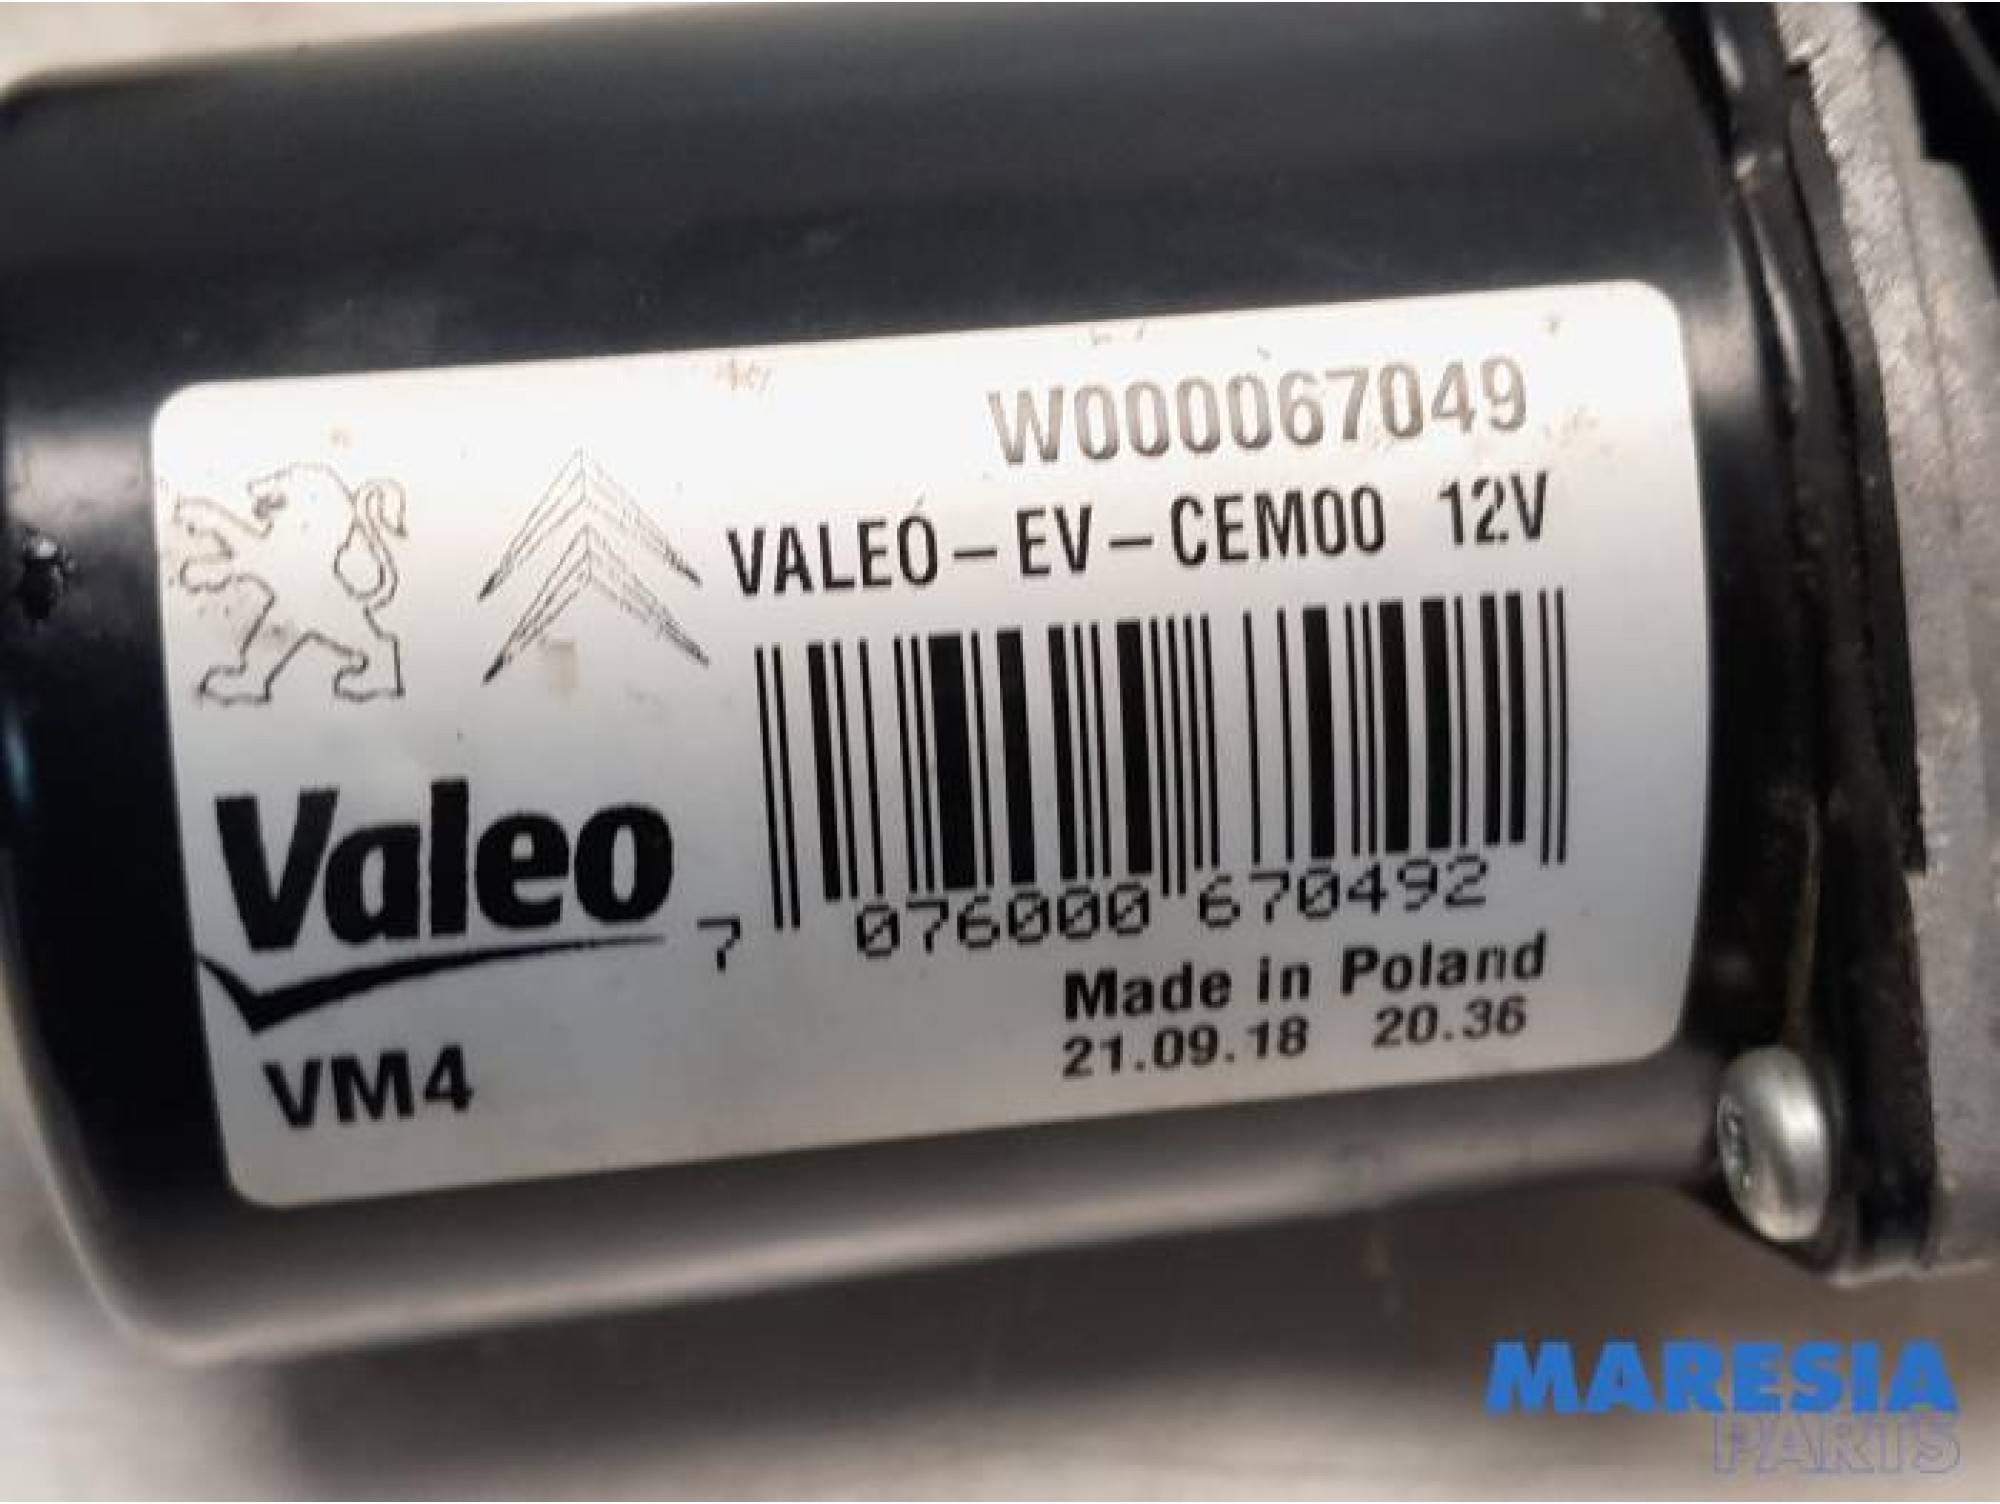 W000067049
VALEO-EV-CEM00 12V
7 076000 670492
Valeo
Made in Poland
21.09.18 20.36
VM4
MARESIA
PARTS